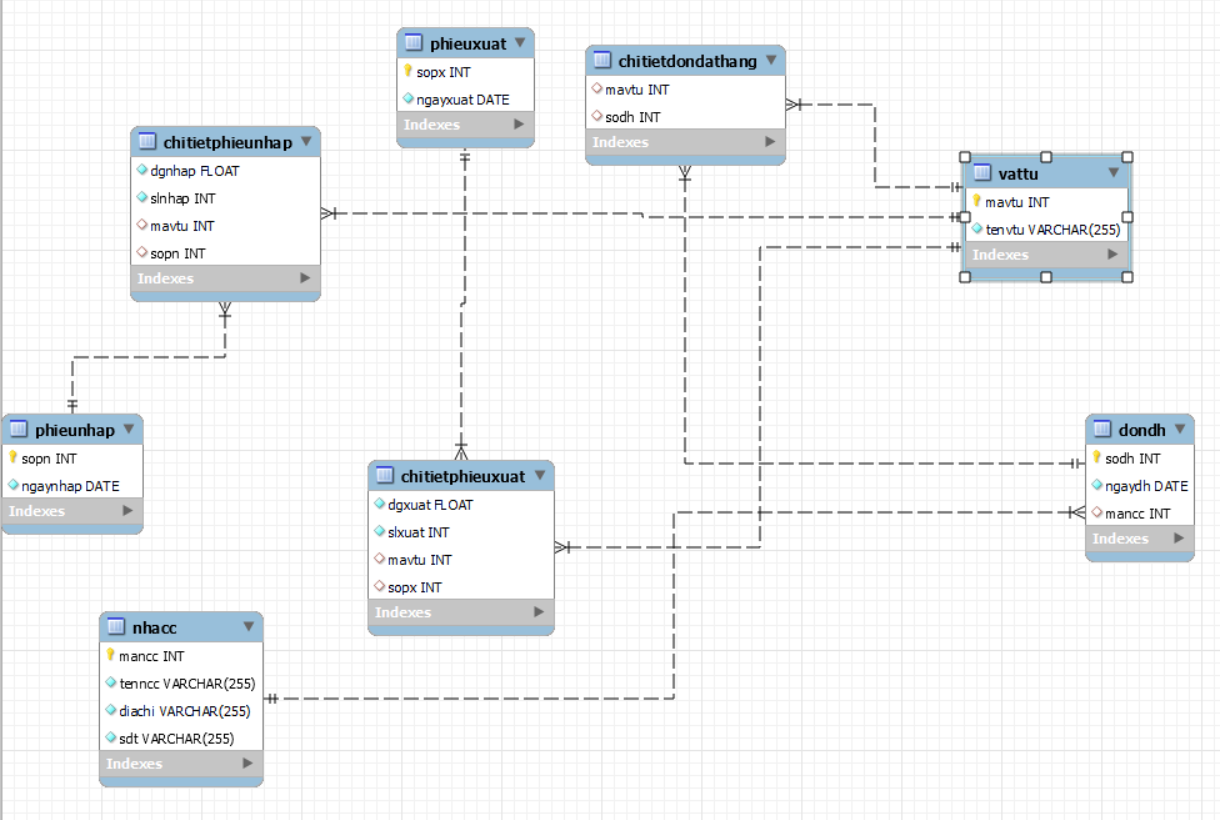 phieuxuat
sopx INT
ngayxuat DATE
Indexes
chitietdondathang
mavtu INT
sodh INT
Indexes
chitietphieunhap
dgnhap FLOAT
slnhap INT
mavtu INT
sopn INT
Indexes
vattu
mavtu INT
tenvtu VARCHAR(255)
Indexes
phieunhap
sopn INT
ngaynhap DATE
Indexes
chitietphieuxuat
dgxuat FLOAT
slxuat INT
mavtu INT
sopx INT
Indexes
dondh
sodh INT
ngaydh DATE
mancc INT
Indexes
nhacc
mancc INT
tenncc VARCHAR(255)
diachi VARCHAR(255)
sdt VARCHAR(255)
Indexes